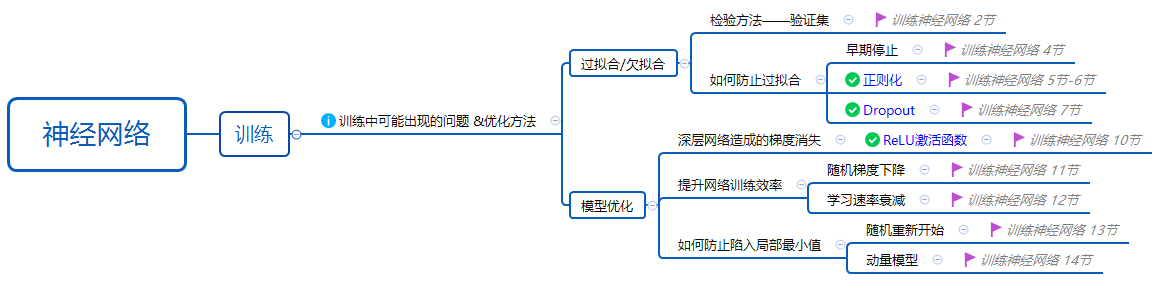 神经网络
训练
训练中可能出现的问题 &优化方法
过拟合/欠拟合
检验方法——验证集
训练神经网络 2节
如何防止过拟合
早期停止
训练神经网络 4节
正则化
训练神经网络 5节-6节
Dropout
训练神经网络 7节
模型优化
深层网络造成的梯度消失
ReLU激活函数
训练神经网络 10节
提升网络训练效率
随机梯度下降
训练神经网络 11节
学习速率衰减
训练神经网络 12节
如何防止陷入局部最小值
随机重新开始
训练神经网络 13节
动量模型
训练神经网络 14节